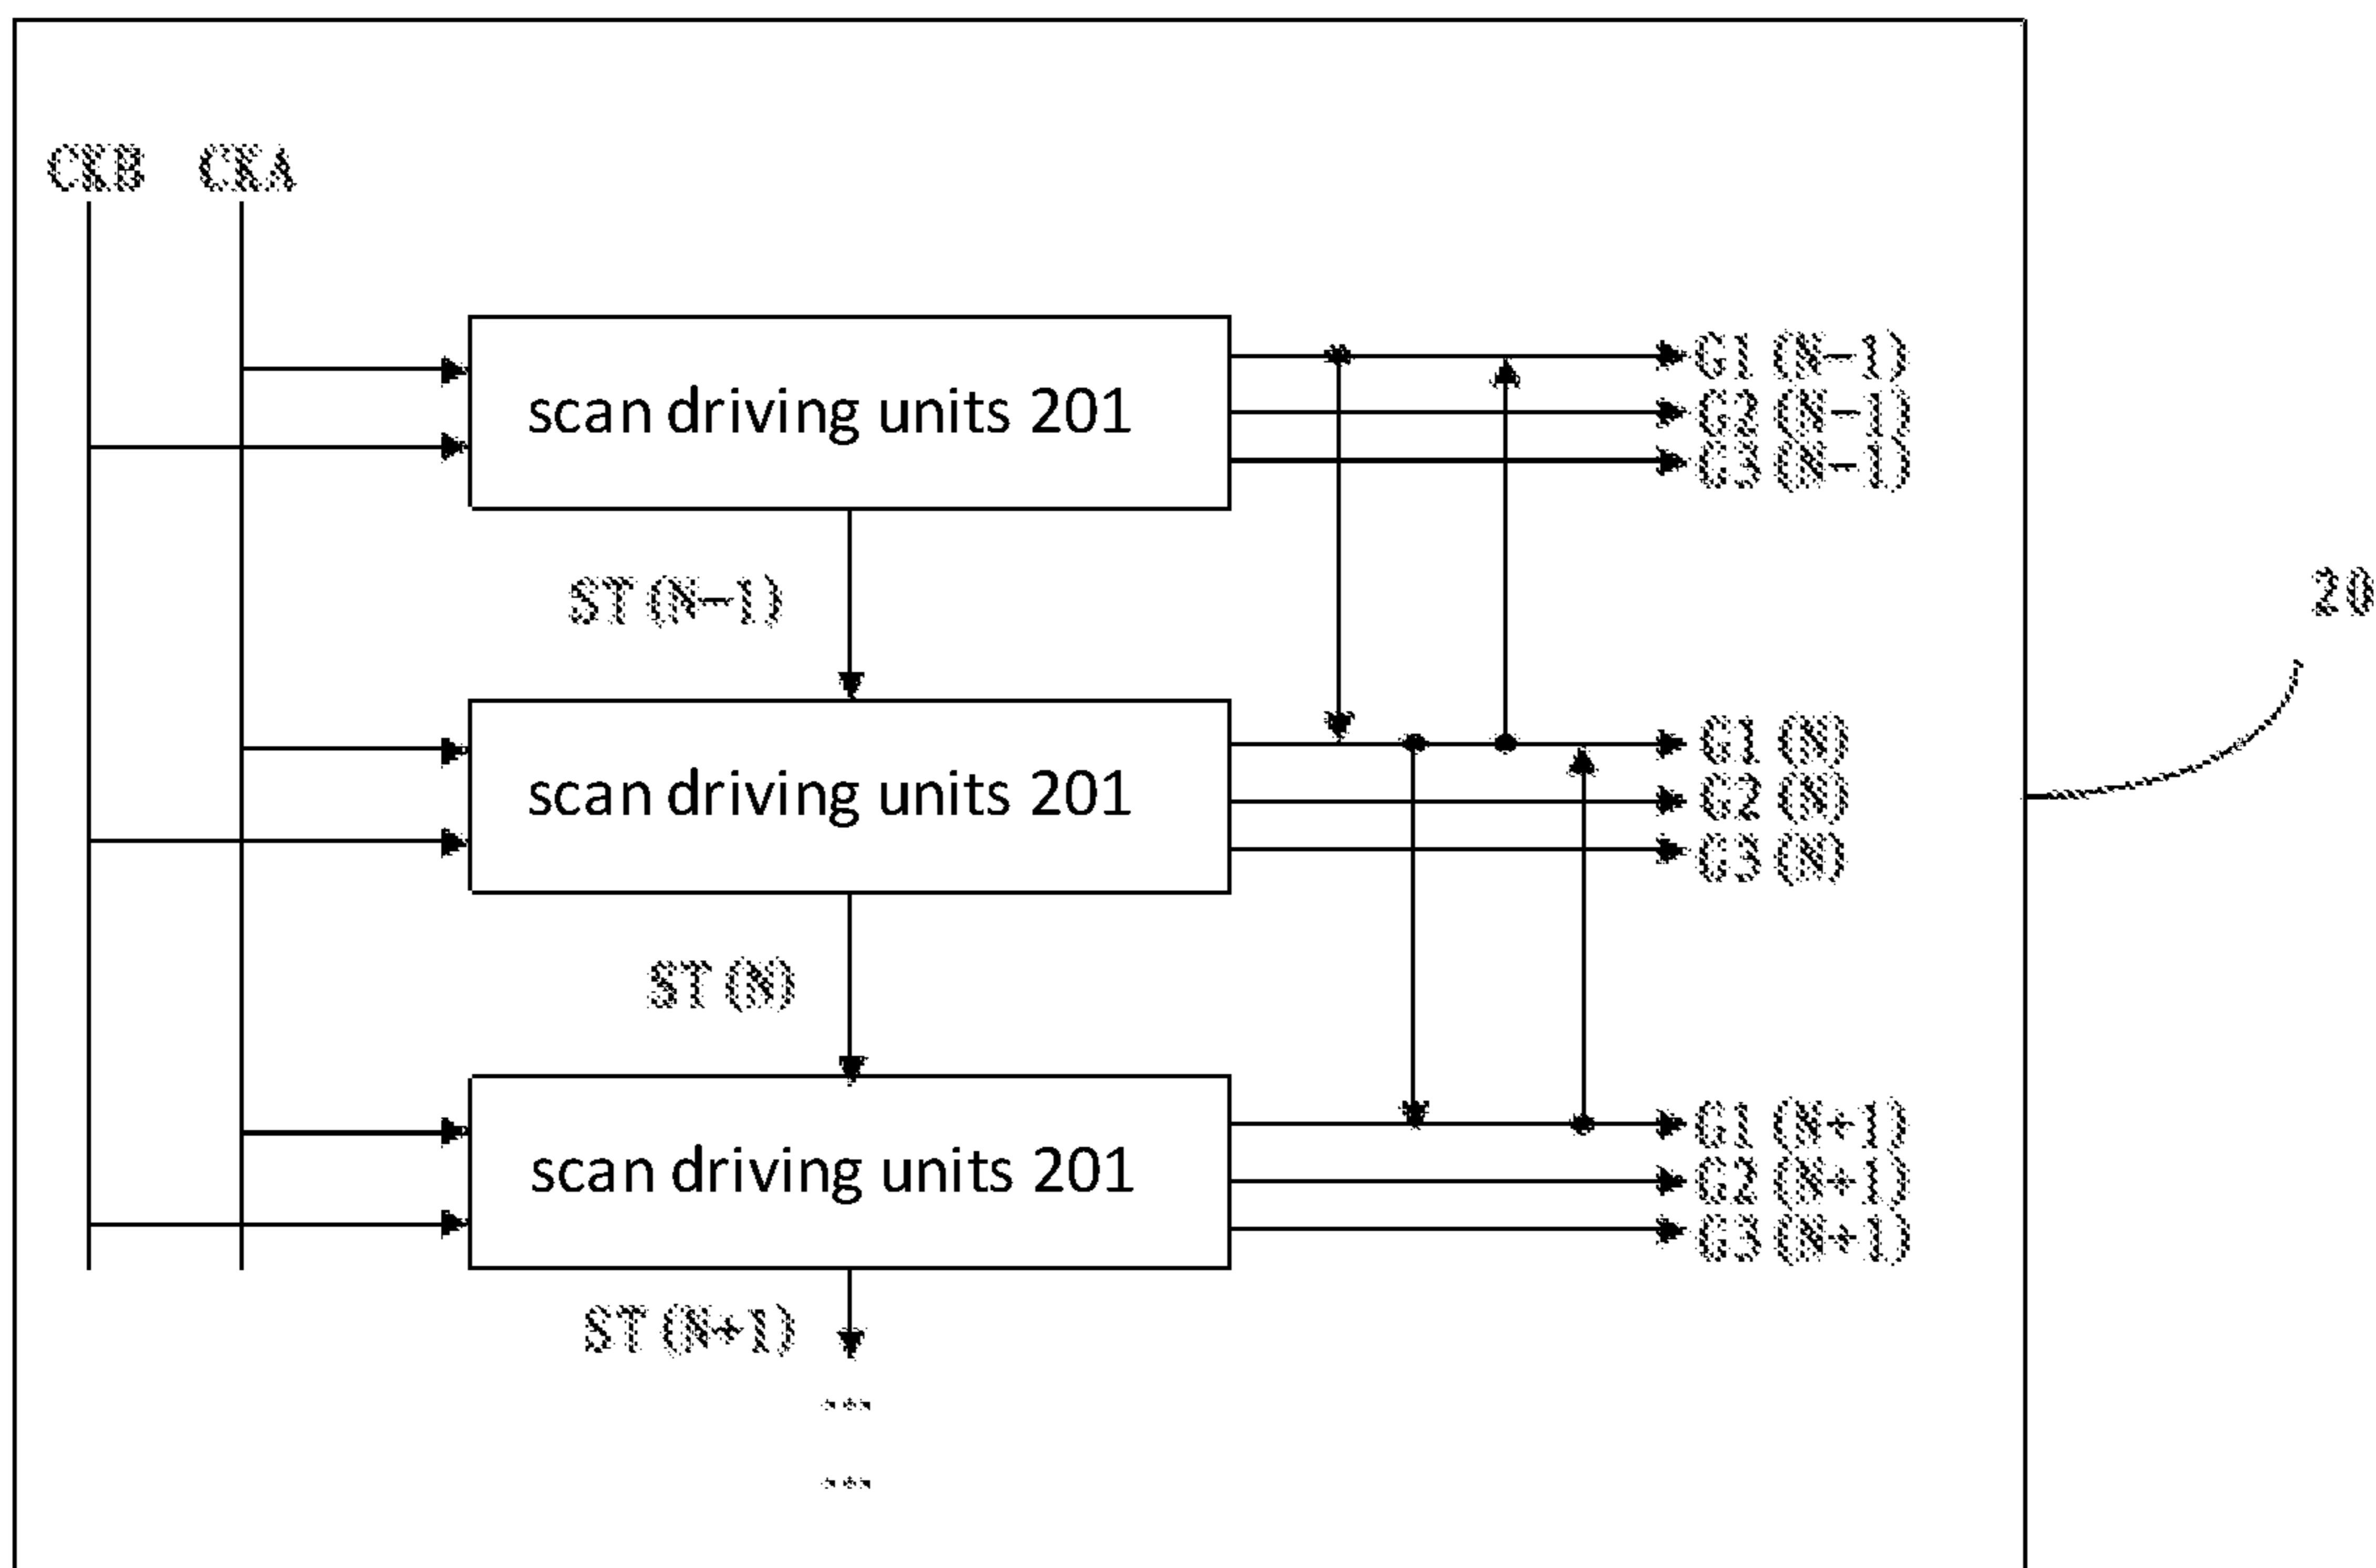 CKB CKA
scan driving units 201
G1 (N-1)
G2 (N-1)
G3 (N-1)
ST (N-1)
20
scan driving units 201
G1 (N)
G2 (N)
G3 (N)
ST (N)
scan driving units 201
G1 (N+1)
G2 (N+1)
G3 (N+1)
ST (N+1)
...
...